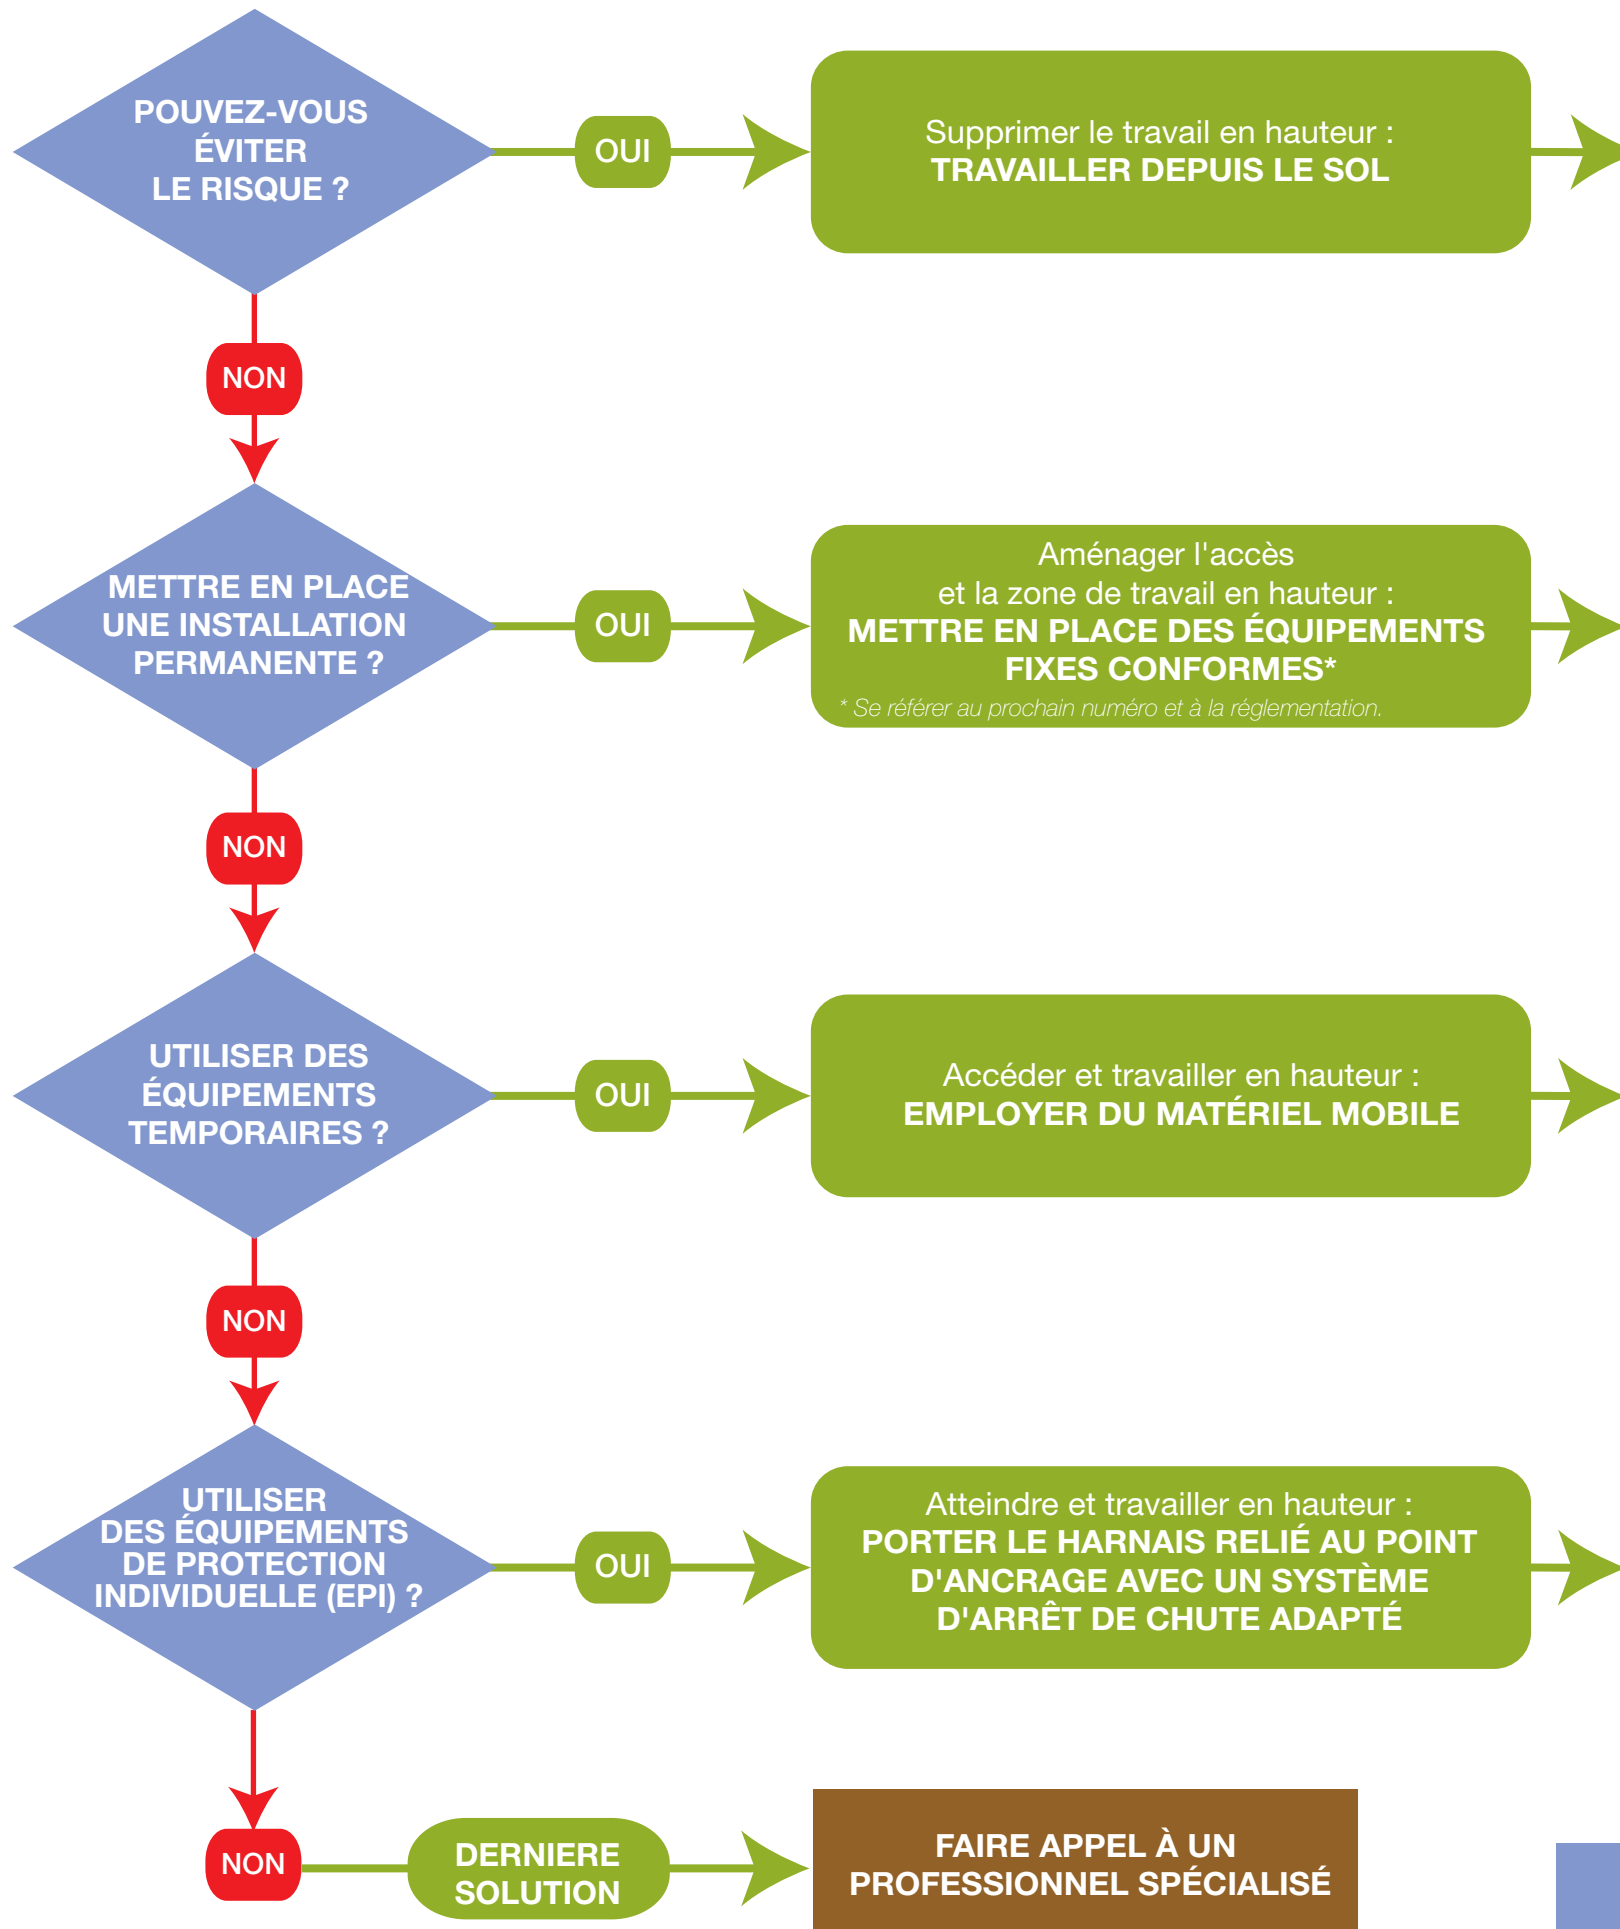 POUVEZ-VOUS
ÉVITER
LE RISQUE ?
OUI
Supprimer le travail en hauteur :
TRAVAILLER DEPUIS LE SOL
NON
METTRE EN PLACE
UNE INSTALLATION
PERMANENTE ?
OUI
Aménager l'accès
et la zone de travail en hauteur :
METTRE EN PLACE DES ÉQUIPEMENTS
FIXES CONFORMES*
* Se référer au prochain numéro et à la réglementation.
NON
UTILISER DES
ÉQUIPEMENTS
TEMPORAIRES ?
OUI
Accéder et travailler en hauteur :
EMPLOYER DU MATÉRIEL MOBILE
NON
UTILISER
DES ÉQUIPEMENTS
DE PROTECTION
INDIVIDUELLE (EPI) ?
OUI
Atteindre et travailler en hauteur :
PORTER LE HARNAIS RELIÉ AU POINT
D'ANCRAGE AVEC UN SYSTÈME
D'ARRÊT DE CHUTE ADAPTÉ
NON
DERNIERE
SOLUTION
FAIRE APPEL À UN
PROFESSIONNEL SPÉCIALISÉ